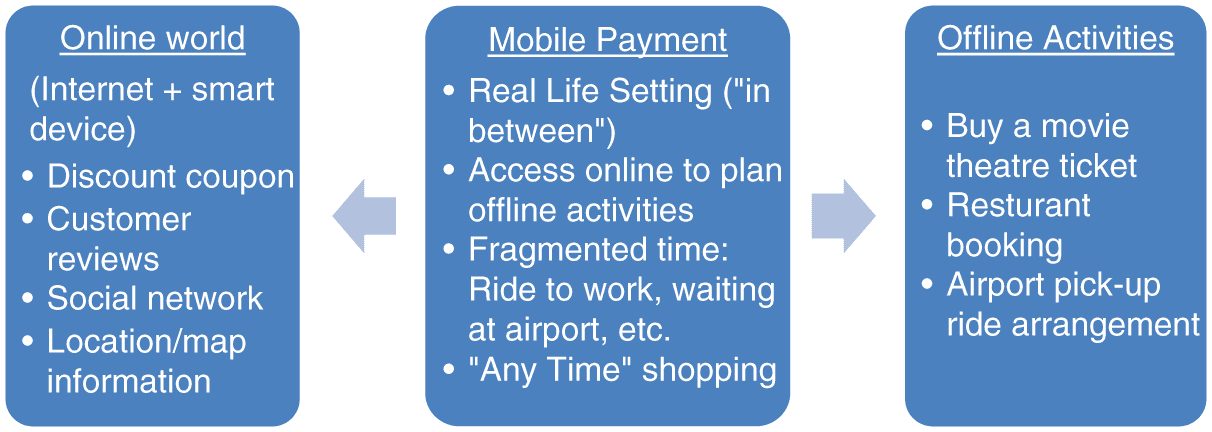 Online world
(Internet + smart
device)
• Discount coupon
• Customer
reviews
• Social network
• Location/map
information
Mobile Payment
• Real Life Setting ("in
between")
• Access online to plan
offline activities
• Fragmented time:
Ride to work, waiting
at airport, etc.
• "Any Time" shopping
Offline Activities
• Buy a movie
theatre ticket
• Resturant
booking
• Airport pick-up
ride arrangement